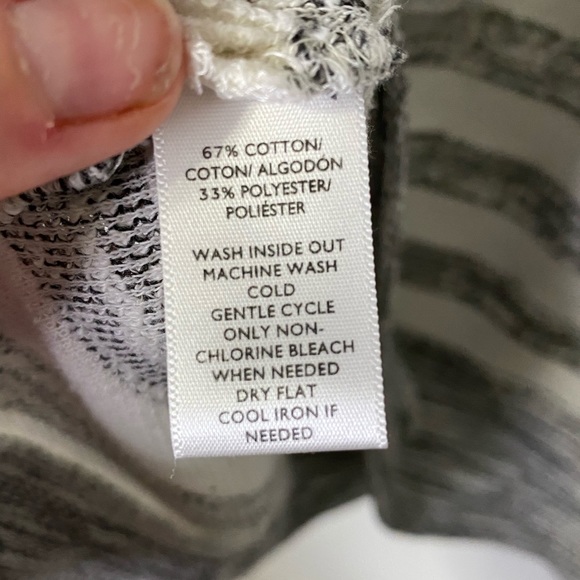 67% COTTON/
COTON/ ALGODÓN
33% POLYESTER/
POLIÉSTER
WASH INSIDE OUT
MACHINE WASH
COLD
GENTLE CYCLE
ONLY NON-
CHLORINE BLEACH
WHEN NEEDED
DRY FLAT
COOL IRON IF
NEEDED